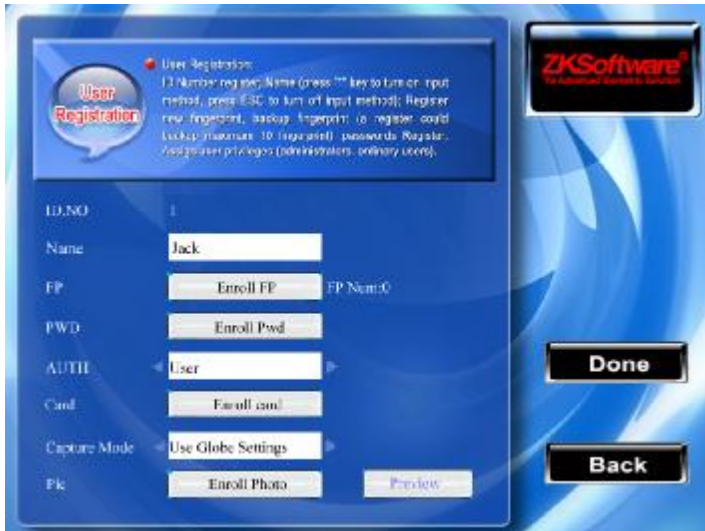 User Registration:
ID Number register, Name (press "*" key to turn on input
method, press ESC to turn off input method); Register
new fingerprint, backup fingerprint (a register could
backup maximum 10 fingerprint) passwords Register.
Assign user privileges (administrators, ordinary users).
User
Registration
ZKSoftware
ID.NO 1
Name Jack
FP Enroll FP FP Num:0
PWD Enroll Pwd
AUTH User
Card Enroll card
Capture Mode Use Globe Settings
Pic Enroll Photo Preview
Done
Back